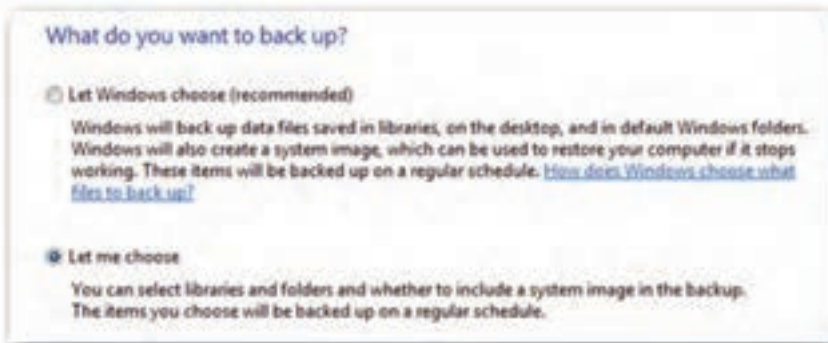 What do you want to back up?
Let Windows choose (recommended)
Windows will back up data files saved in libraries, on the desktop, and in default Windows folders.
Windows will also create a system image, which can be used to restore your computer if it stops
working. These items will be backed up on a regular schedule. How does Windows choose what
files to back up?
Let me choose
You can select libraries and folders and whether to include a system image in the backup.
The items you choose will be backed up on a regular schedule.